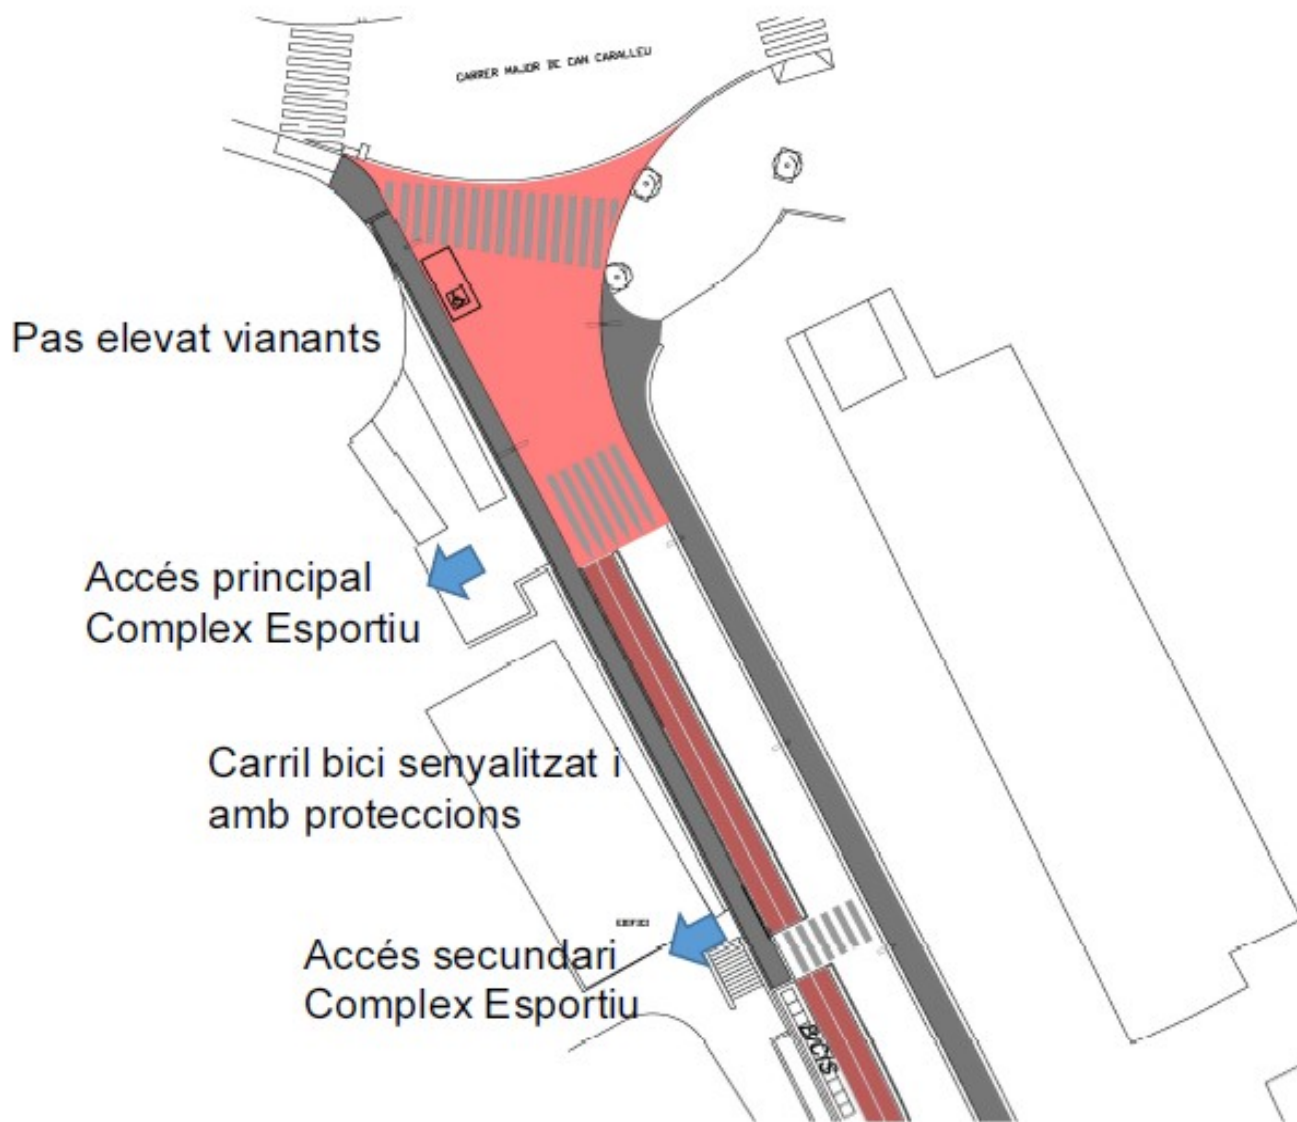 CARRER MAJOR DE CAN CARALLEU
Pas elevat vianants
Accés principal
Complex Esportiu
Carril bici senyalitzat i
amb proteccions
EDIFICI
Accés secundari
Complex Esportiu
BICIS